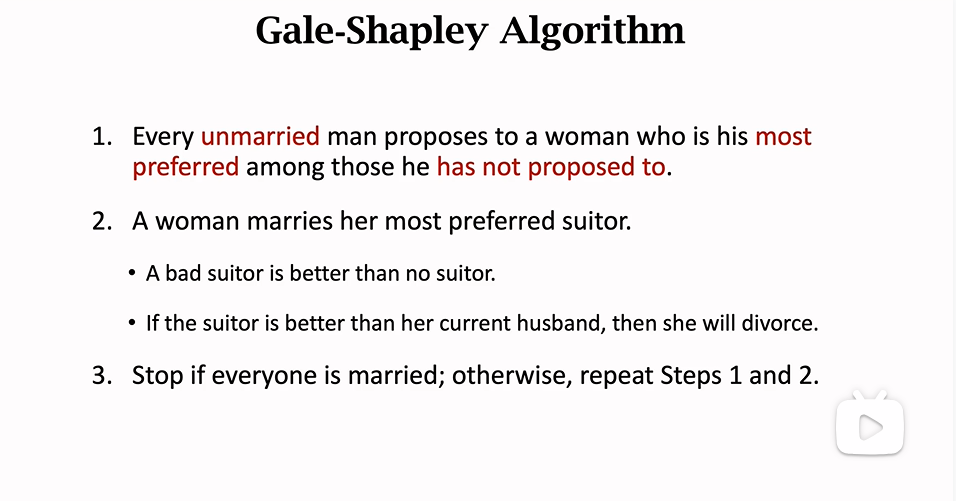 Gale-Shapley Algorithm
1. Every unmarried man proposes to a woman who is his most
preferred among those he has not proposed to.
2. A woman marries her most preferred suitor.
• A bad suitor is better than no suitor.
• If the suitor is better than her current husband, then she will divorce.
3. Stop if everyone is married; otherwise, repeat Steps 1 and 2.